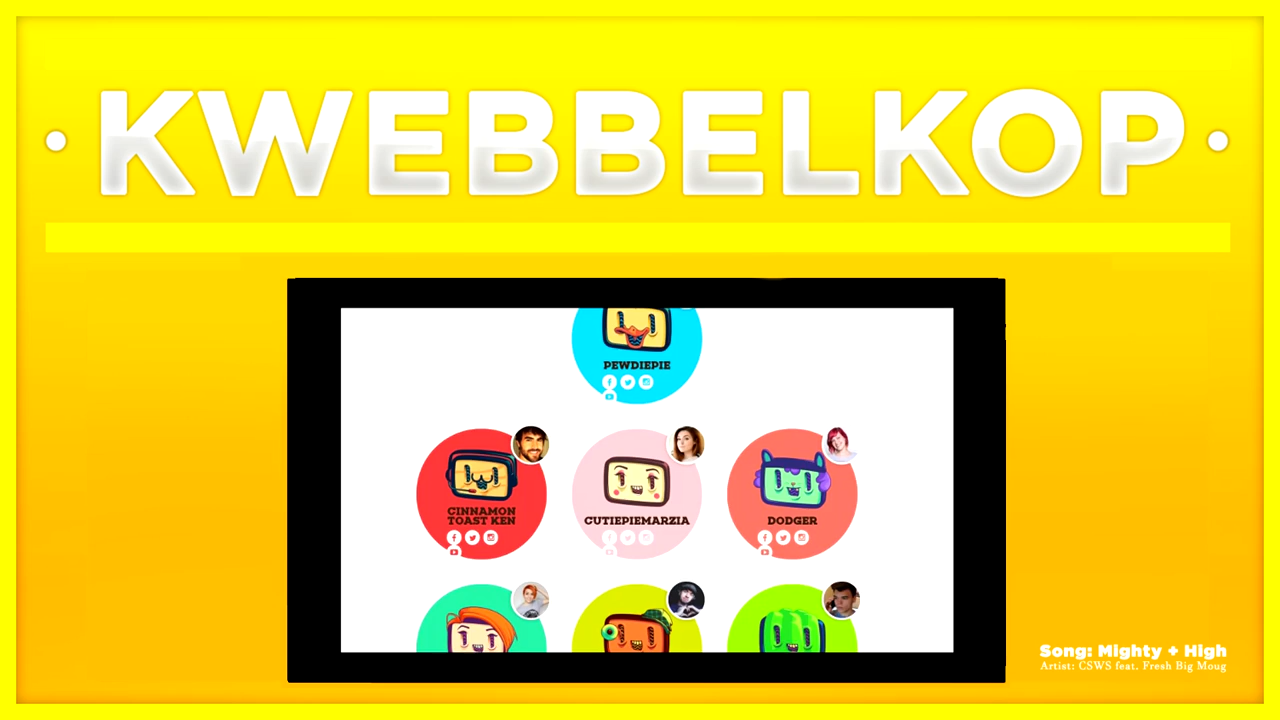 KWEBBELKOP
PEWDIEPIE
CINNAMON
TOAST KEN
CUTIEPIEMARZIA
DODGER
Song: Mighty + High
Artist: CSWS feat. Fresh Big Moug